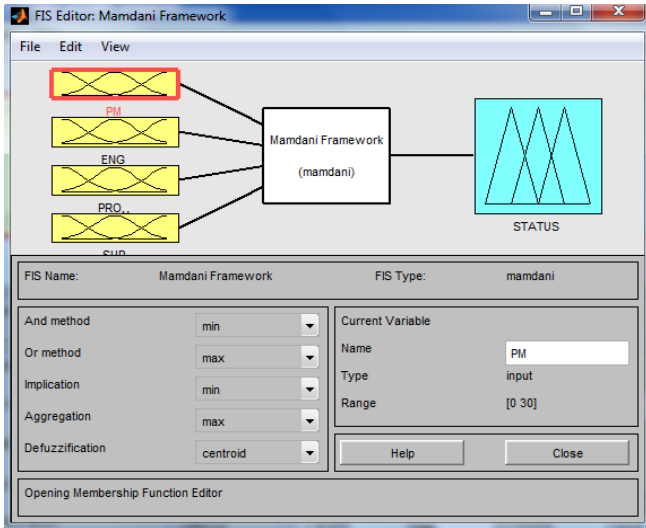 FIS Editor: Mamdani Framework
File Edit View
PM
ENG
PRO..
SUP
Mamdani Framework
(mamdani)
STATUS
FIS Name: Mamdani Framework FIS Type: mamdani
And method min
Or method max
Implication min
Aggregation max
Defuzzification centroid
Current Variable
Name PM
Type input
Range [0 30]
Help Close
Opening Membership Function Editor